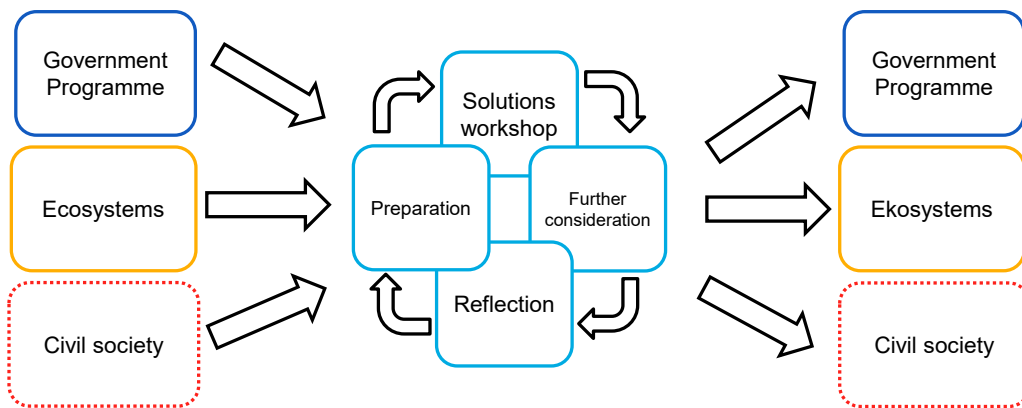 Government
Programme
Ecosystems
Civil society
Solutions
workshop
Preparation
Further
consideration
Reflection
Government
Programme
Ekosystems
Civil society